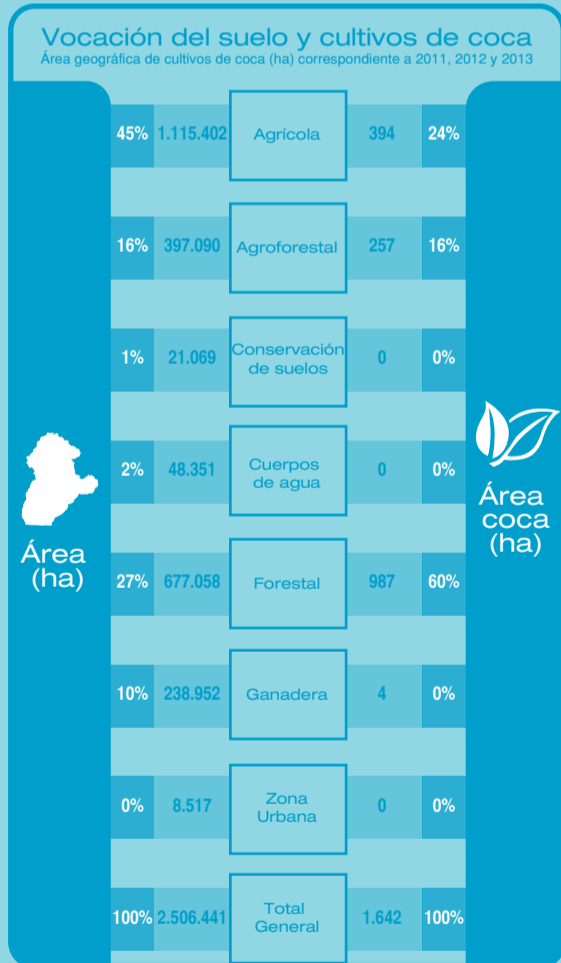 Vocación del suelo y cultivos de coca
Área geográfica de cultivos de coca (ha) correspondiente a 2011, 2012 y 2013
45% 1.115.402 Agrícola 394 24%
16% 397.090 Agroforestal 257 16%
1% 21.069 Conservación de suelos 0 0%
2% 48.351 Cuerpos de agua 0 0%
Área
(ha)
Área
coca
(ha)
27% 677.058 Forestal 987 60%
10% 238.952 Ganadera 4 0%
0% 8.517 Zona Urbana 0 0%
100% 2.506.441 Total General 1.642 100%